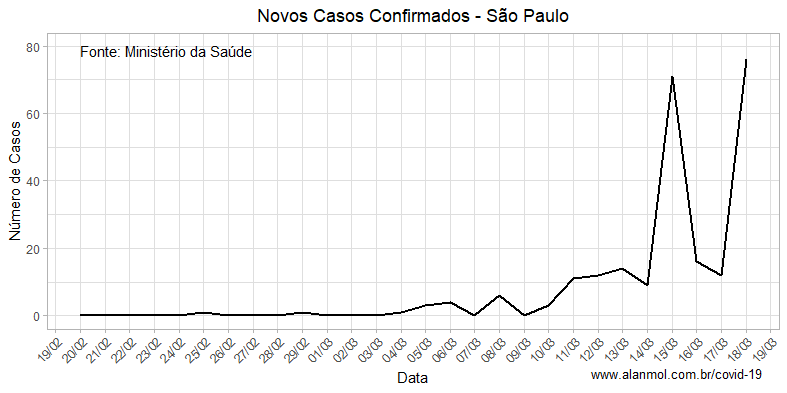 Novos Casos Confirmados - São Paulo
Fonte: Ministério da Saúde
Número de Casos
80
60
40
20
0
19/02 20/02 21/02 22/02 23/02 24/02 25/02 26/02 27/02 28/02 29/02 01/03 02/03 03/03 04/03 05/03 06/03 07/03 08/03 09/03 10/03 11/03 12/03 13/03 14/03 15/03 16/03 17/03 18/03 19/03
Data
www.alanmol.com.br/covid-19